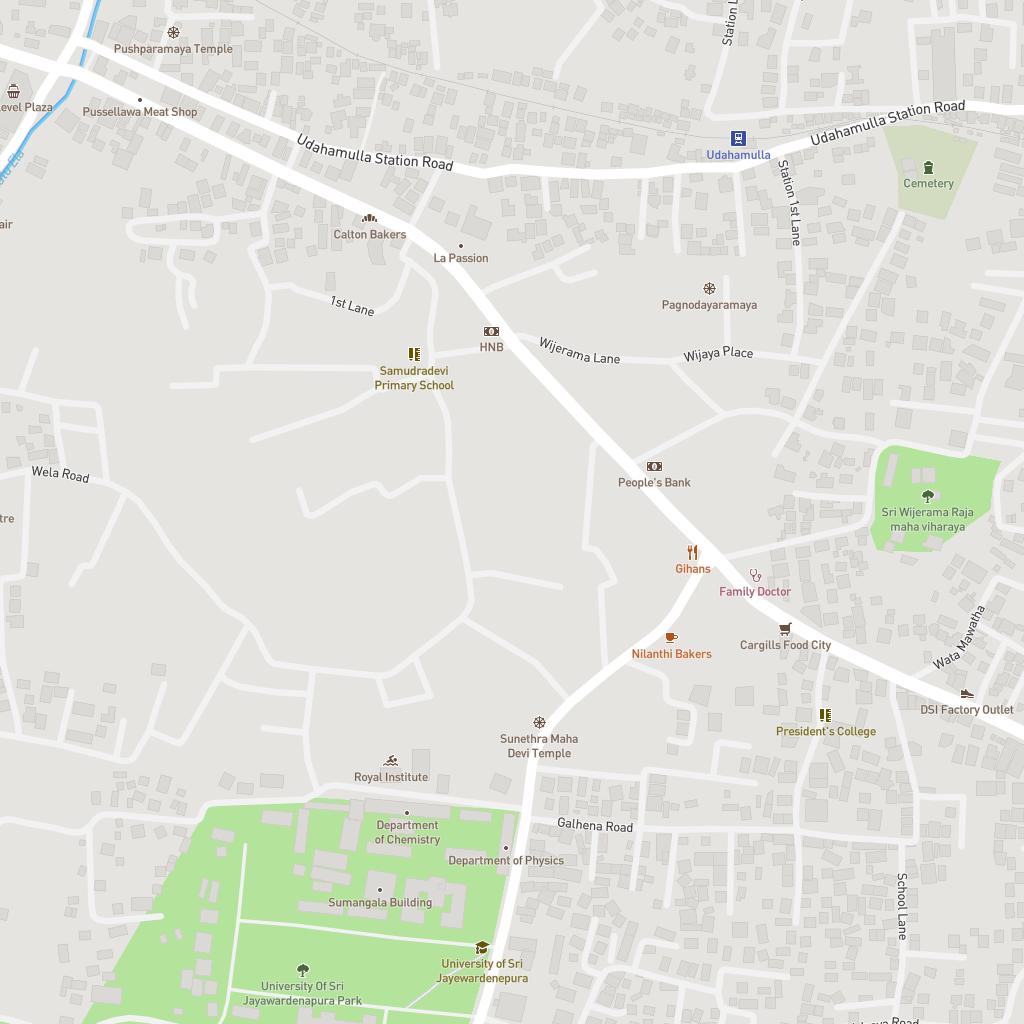 Station L
Pushparamaya Temple
evel Plaza
Pussellawa Meat Shop
Udahamulla Station Road
Udahamulla Station Road
Udahamulla
Cemetery
Station 1st Lane
air
Calton Bakers
La Passion
1st Lane
Pagnodayaramaya
HNB
Wijerama Lane
Wijaya Place
Samudradevi
Primary School
Wela Road
People's Bank
Sri Wijerama Raja
maha viharaya
tre
Gihans
Family Doctor
Nilanthi Bakers
Cargills Food City
Wata Mawatha
DSI Factory Outlet
President's College
Sunethra Maha
Devi Temple
Royal Institute
Department
of Chemistry
Galhena Road
Department of Physics
Sumangala Building
School Lane
University of Sri
Jayewardenepura
University Of Sri
Jayawardenapura Park
Road